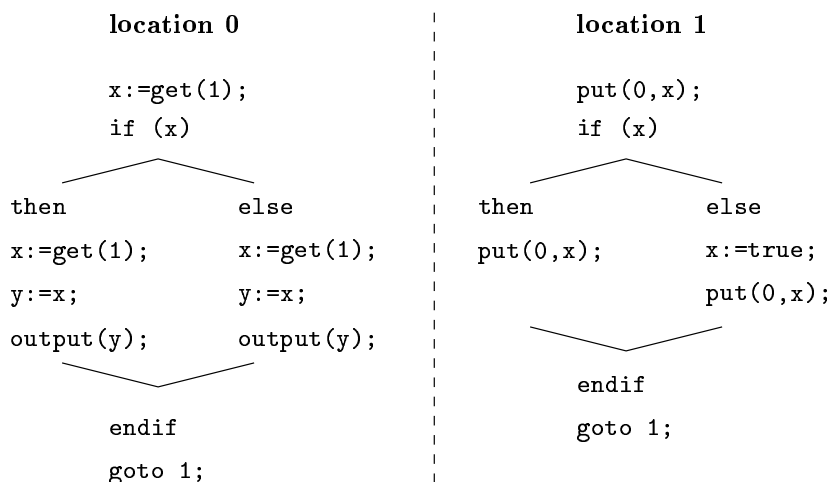 location 0
x:=get(1);
if (x)
then
x:=get(1);
y:=x;
output(y);
else
x:=get(1);
y:=x;
output(y);
endif
goto 1;
location 1
put(0,x);
if (x)
then
put(0,x);
else
x:=true;
put(0,x);
endif
goto 1;